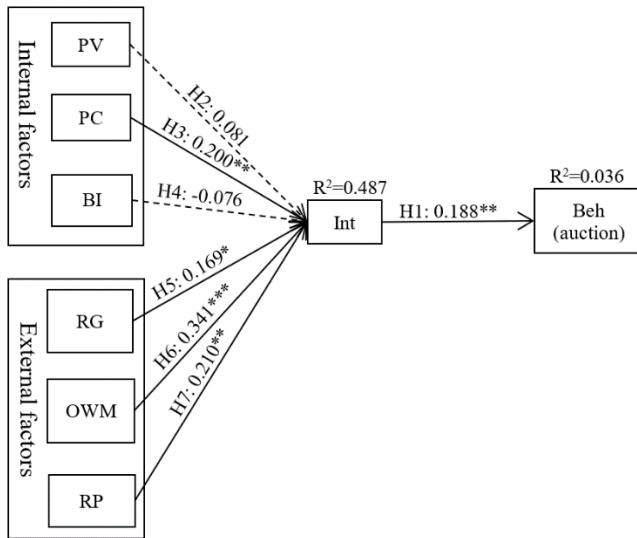 Internal factors
PV
PC
BI
H2: 0.081
H3: 0.200**
H4: -0.076
R²=0.487
Int
H1: 0.188**
R²=0.036
Beh
(auction)
External factors
RG
OWM
RP
H5: 0.169*
H6: 0.341***
H7: 0.210**